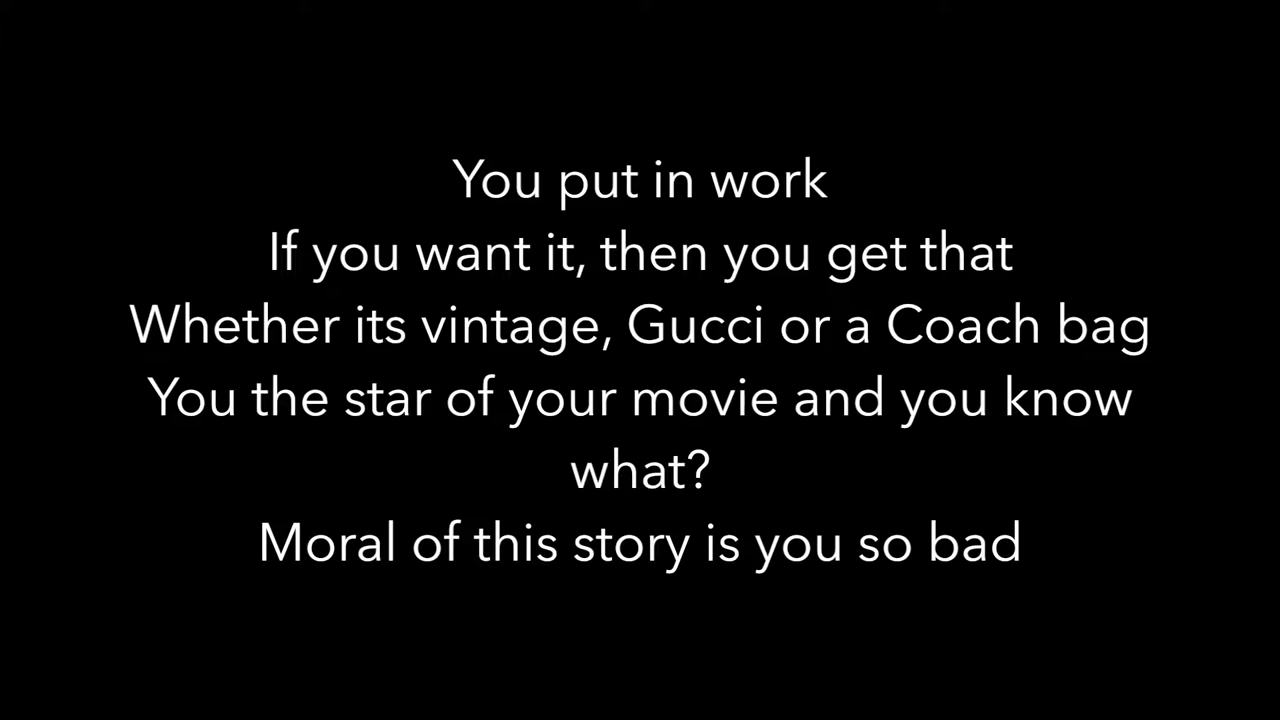 You put in work
If you want it, then you get that
Whether its vintage, Gucci or a Coach bag
You the star of your movie and you know
what?
Moral of this story is you so bad